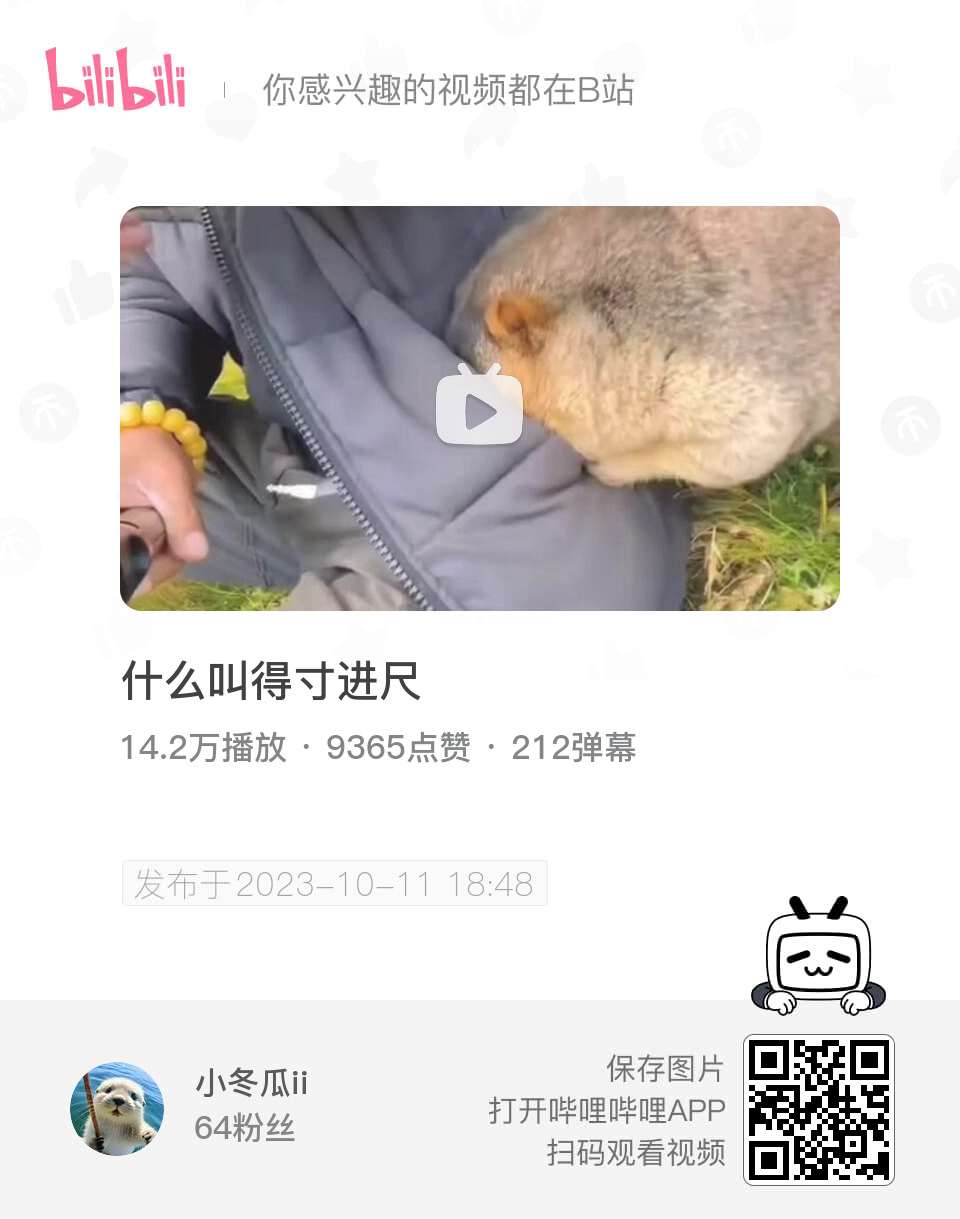 bilibili
你感兴趣的视频都在B站
什么叫得寸进尺
14.2万播放 · 9365点赞 · 212弹幕
发布于2023-10-11 18:48
小冬瓜ii
64粉丝
保存图片
打开哔哩哔哩APP
扫码观看视频